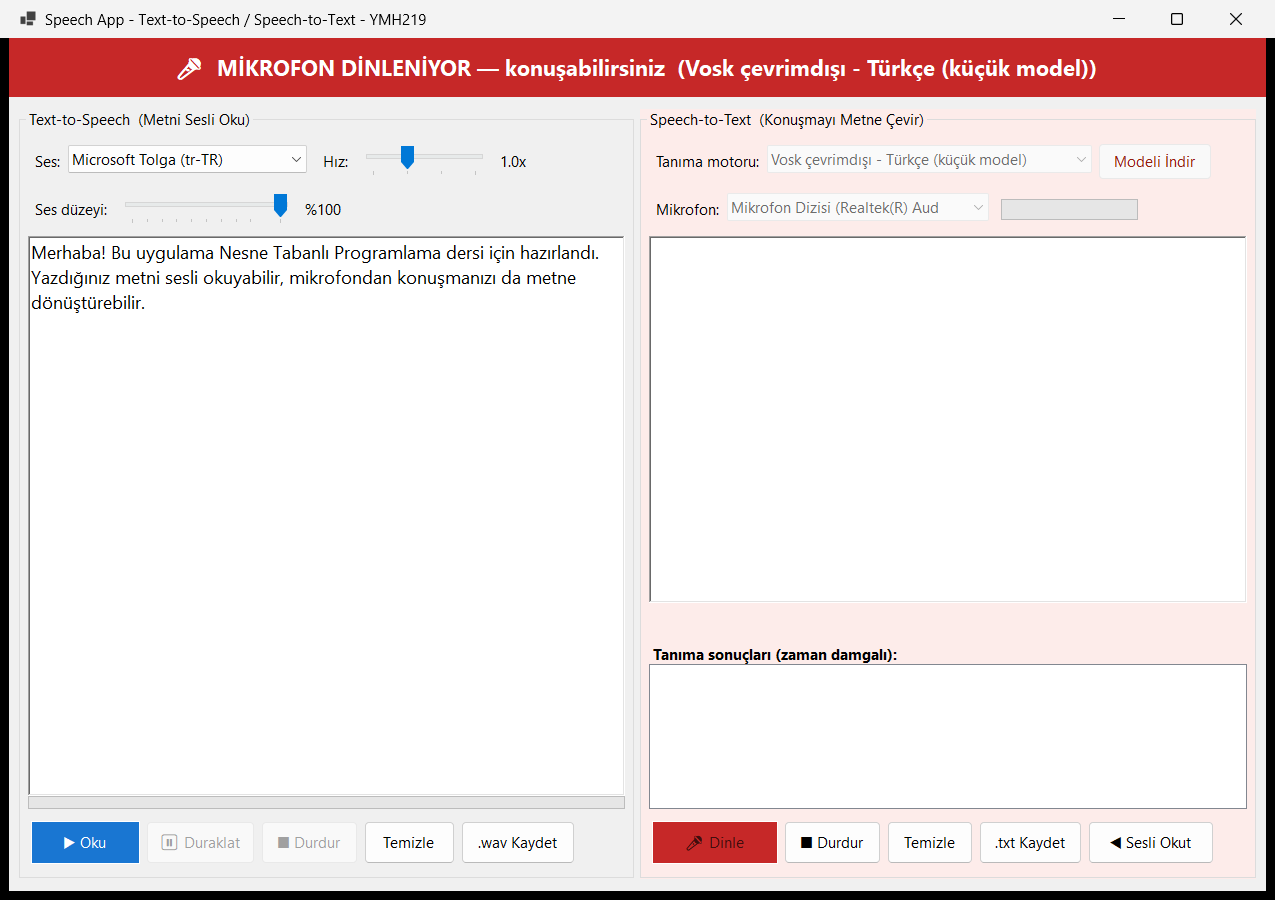 Speech App - Text-to-Speech / Speech-to-Text - YMH219
MİKROFON DİNLENİYOR — konuşabilirsiniz (Vosk çevrimdışı - Türkçe (küçük model))
Text-to-Speech (Metni Sesli Oku)
Ses: Microsoft Tolga (tr-TR) Hız: 1.0x
Ses düzeyi: %100
Merhaba! Bu uygulama Nesne Tabanlı Programlama dersi için hazırlandı.
Yazdığınız metni sesli okuyabilir, mikrofondan konuşmanızı da metne
dönüştürebilir.
Oku Duraklat Durdur Temizle .wav Kaydet
Speech-to-Text (Konuşmayı Metne Çevir)
Tanıma motoru: Vosk çevrimdışı - Türkçe (küçük model) Modeli İndir
Mikrofon: Mikrofon Dizisi (Realtek(R) Aud
Tanıma sonuçları (zaman damgalı):
Dinle Durdur Temizle .txt Kaydet Sesli Okut